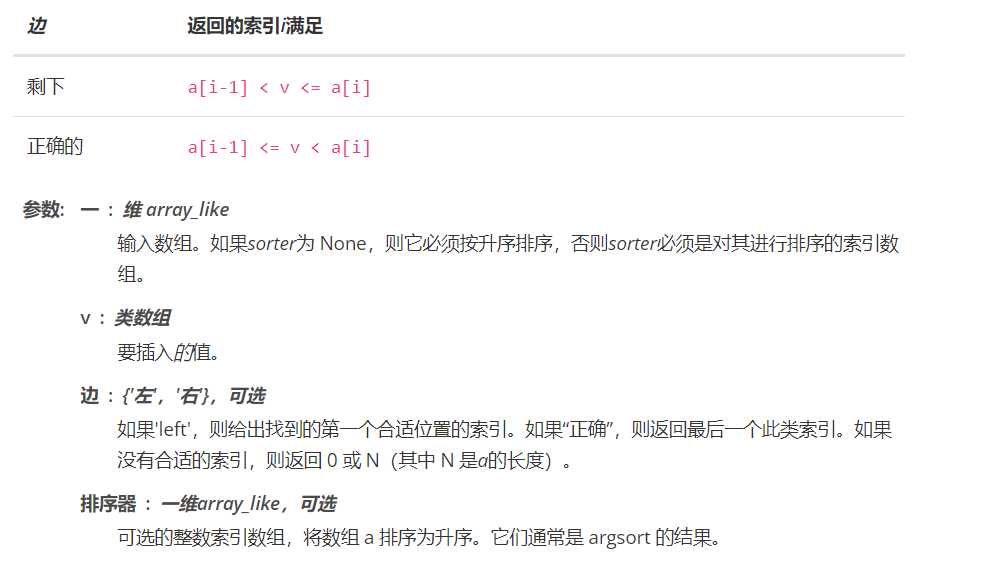 边 返回的索引i满足
剩下 a[i-1] < v <= a[i]
正确的 a[i-1] <= v < a[i]
参数: 一 : 维 array_like
输入数组。如果sorter为 None，则它必须按升序排序，否则sorter必须是对其进行排序的索引数
组。
v : 类数组
要插入的值。
边 : {'左'，'右'}，可选
如果'left'，则给出找到的第一个合适位置的索引。如果“正确”，则返回最后一个此类索引。如果
没有合适的索引，则返回 0 或 N（其中 N 是a的长度）。
排序器 : 一维array_like，可选
可选的整数索引数组，将数组 a 排序为升序。它们通常是 argsort 的结果。